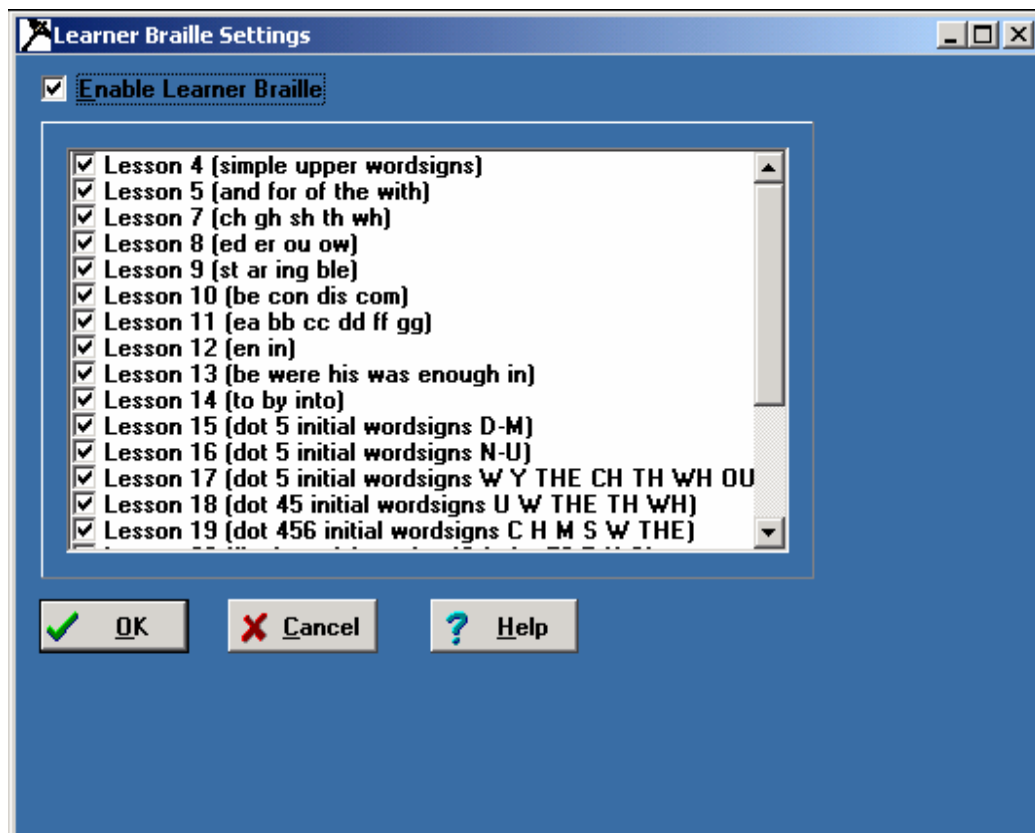 Learner Braille Settings
Enable Learner Braille
Lesson 4 (simple upper wordsigns)
Lesson 5 (and for of the with)
Lesson 7 (ch gh sh th wh)
Lesson 8 (ed er ou ow)
Lesson 9 (st ar ing ble)
Lesson 10 (be con dis com)
Lesson 11 (ea bb cc dd ff gg)
Lesson 12 (en in)
Lesson 13 (be were his was enough in)
Lesson 14 (to by into)
Lesson 15 (dot 5 initial wordsigns D-M)
Lesson 16 (dot 5 initial wordsigns N-U)
Lesson 17 (dot 5 initial wordsigns W Y THE CH TH WH OU
Lesson 18 (dot 45 initial wordsigns U W THE TH WH)
Lesson 19 (dot 456 initial wordsigns C H M S W THE)
OK Cancel Help